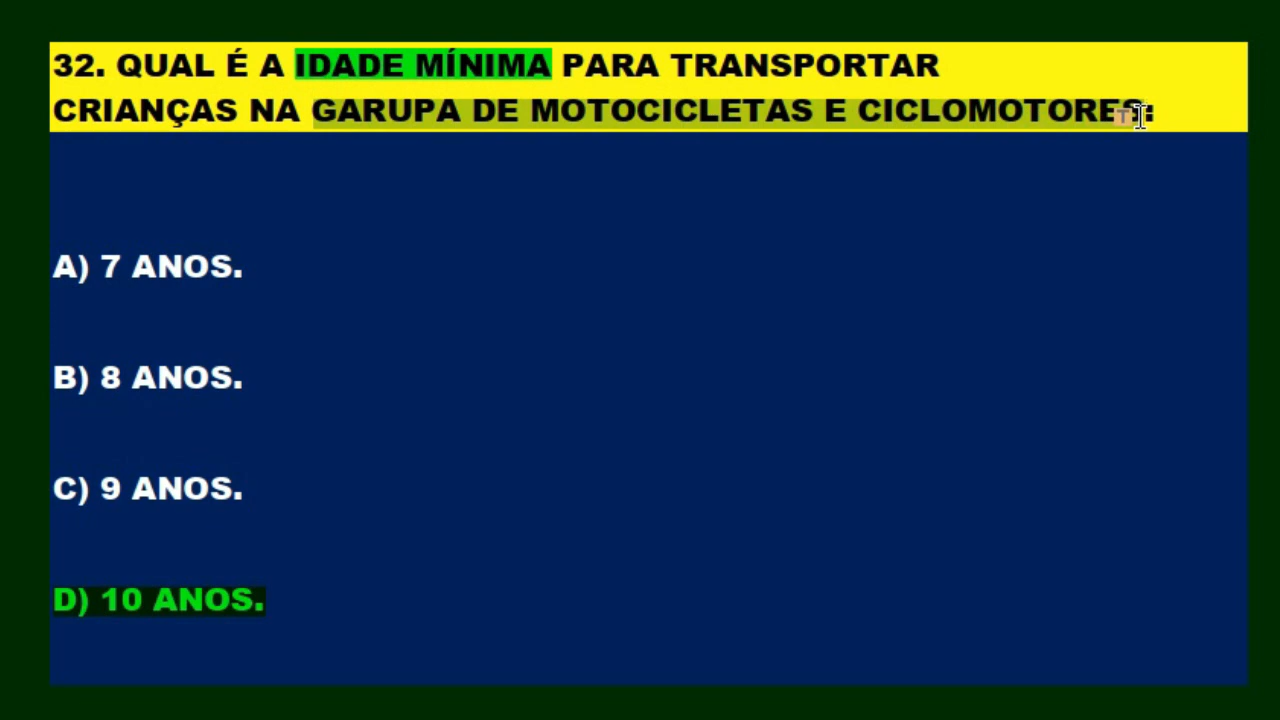 32. QUAL É A IDADE MÍNIMA PARA TRANSPORTAR
CRIANÇAS NA GARUPA DE MOTOCICLETAS E CICLOMOTORES:
A) 7 ANOS.
B) 8 ANOS.
C) 9 ANOS.
D) 10 ANOS.